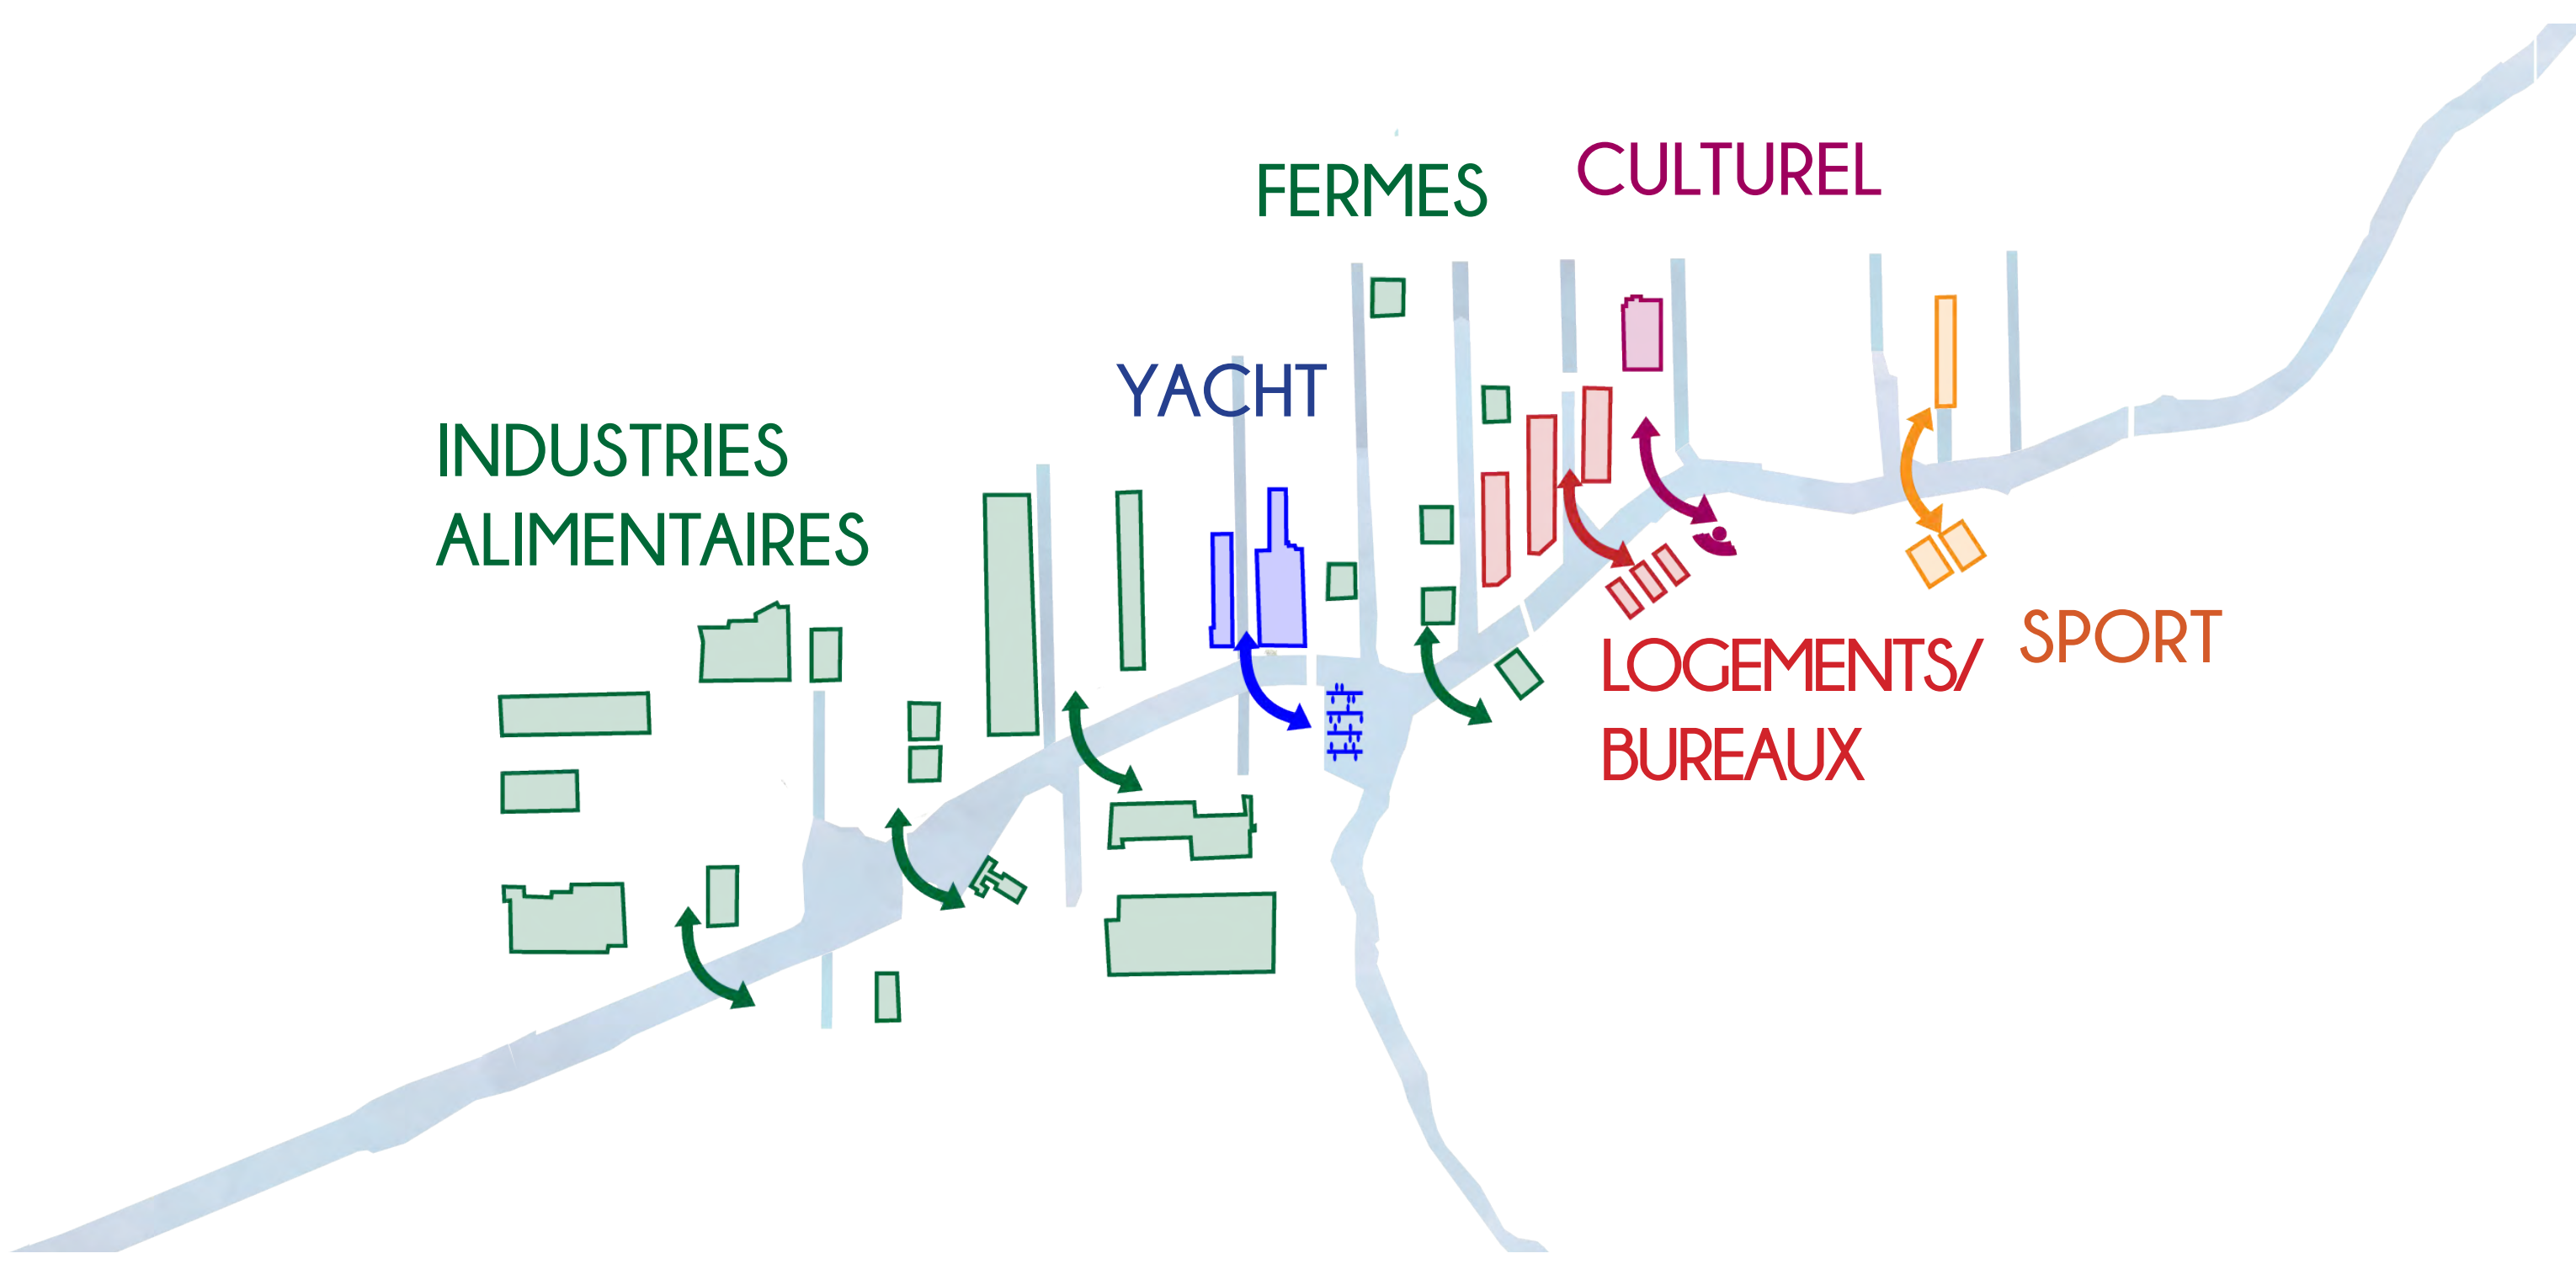 FERMES
CULTUREL
YACHT
INDUSTRIES
ALIMENTAIRES
LOGEMENTS/
BUREAUX
SPORT